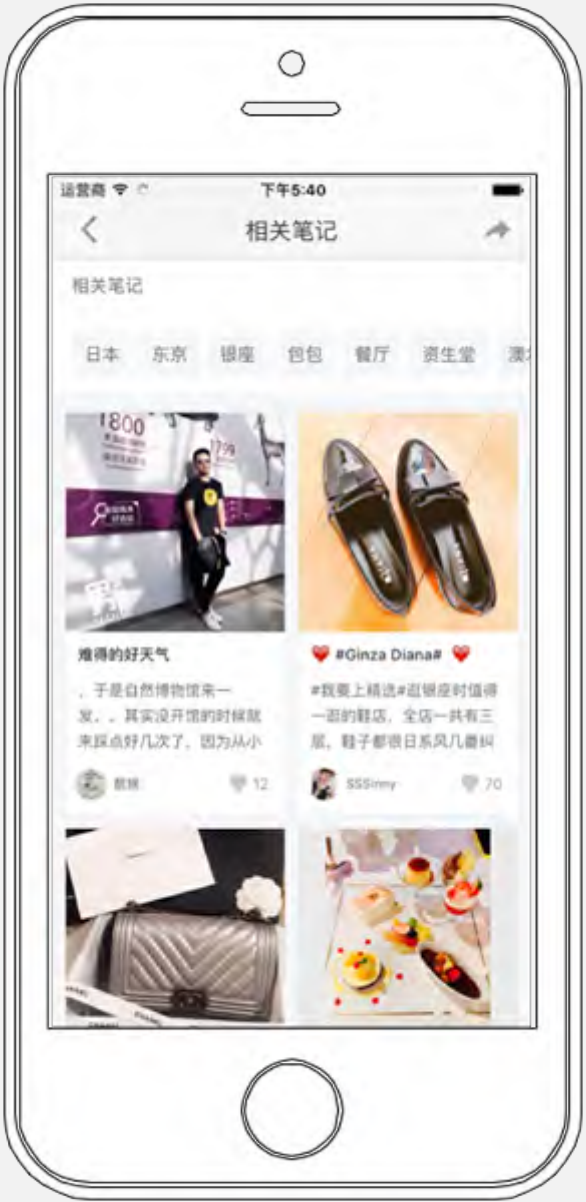 运营商
下午5:40
相关笔记
相关笔记
日本 东京 银座 包包 餐厅 资生堂 澳
1800
1799
难得的好天气
，于是自然博物馆来一
发，。其实没开馆的时候就
来踩点好几次了，因为从小
12
#Ginza Diana#
#我要上精选#逛银座时值得
一逛的鞋店，全店一共有三
层，鞋子都很日系风几番纠
SSSinny
70
CHANEL